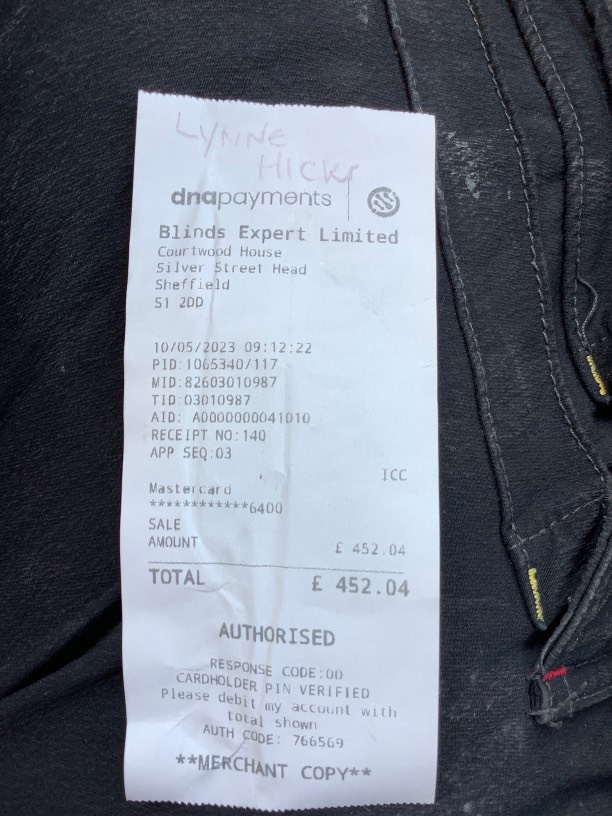 Lynne
Hicks
dnapayments
Blinds Expert Limited
Courtwood House
Silver Street Head
Sheffield
S1 2DD
10/05/2023 09:12:22
PID:1065340/117
MID:82603010987
TID:03010987
AID: A0000000041010
RECEIPT NO:140
APP SEQ:03
ICC
Mastercard
************6400
SALE
AMOUNT £ 452.04
TOTAL £ 452.04
AUTHORISED
RESPONSE CODE:00
CARDHOLDER PIN VERIFIED
Please debit my account with
total shown
AUTH CODE: 766569
**MERCHANT COPY**